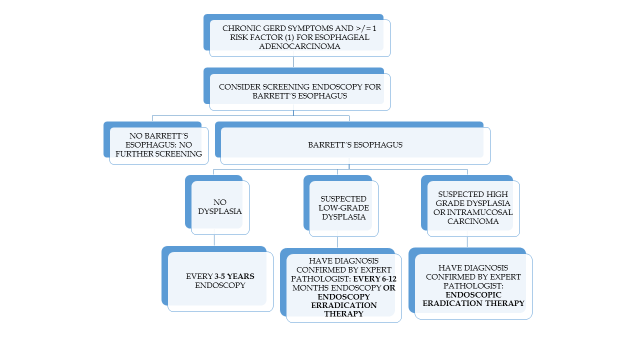 CHRONIC GERD SYMPTOMS AND >/= 1
RISK FACTOR (1) FOR ESOPHAGEAL
ADENOCARCINOMA
CONSIDER SCREENING ENDOSCOPY FOR
BARRETT'S ESOPHAGUS
NO BARRETT'S
ESOPHAGUS: NO
FURTHER SCREENING
BARRETT'S ESOPHAGUS
NO
DYSPLASIA
SUSPECTED
LOW-GRADE
DYSPLASIA
SUSPECTED HIGH
GRADE DYSPLASIA
OR INTRAMUCOSAL
CARCINOMA
EVERY 3-5 YEARS
ENDOSCOPY
HAVE DIAGNOSIS
CONFIRMED BY EXPERT
PATHOLOGIST: EVERY 6-12
MONTHS ENDOSCOPY OR
ENDOSCOPY
ERRADICATION
THERAPY
HAVE DIAGNOSIS
CONFIRMED BY EXPERT
PATHOLOGIST:
ENDOSCOPIC
ERADICATION THERAPY